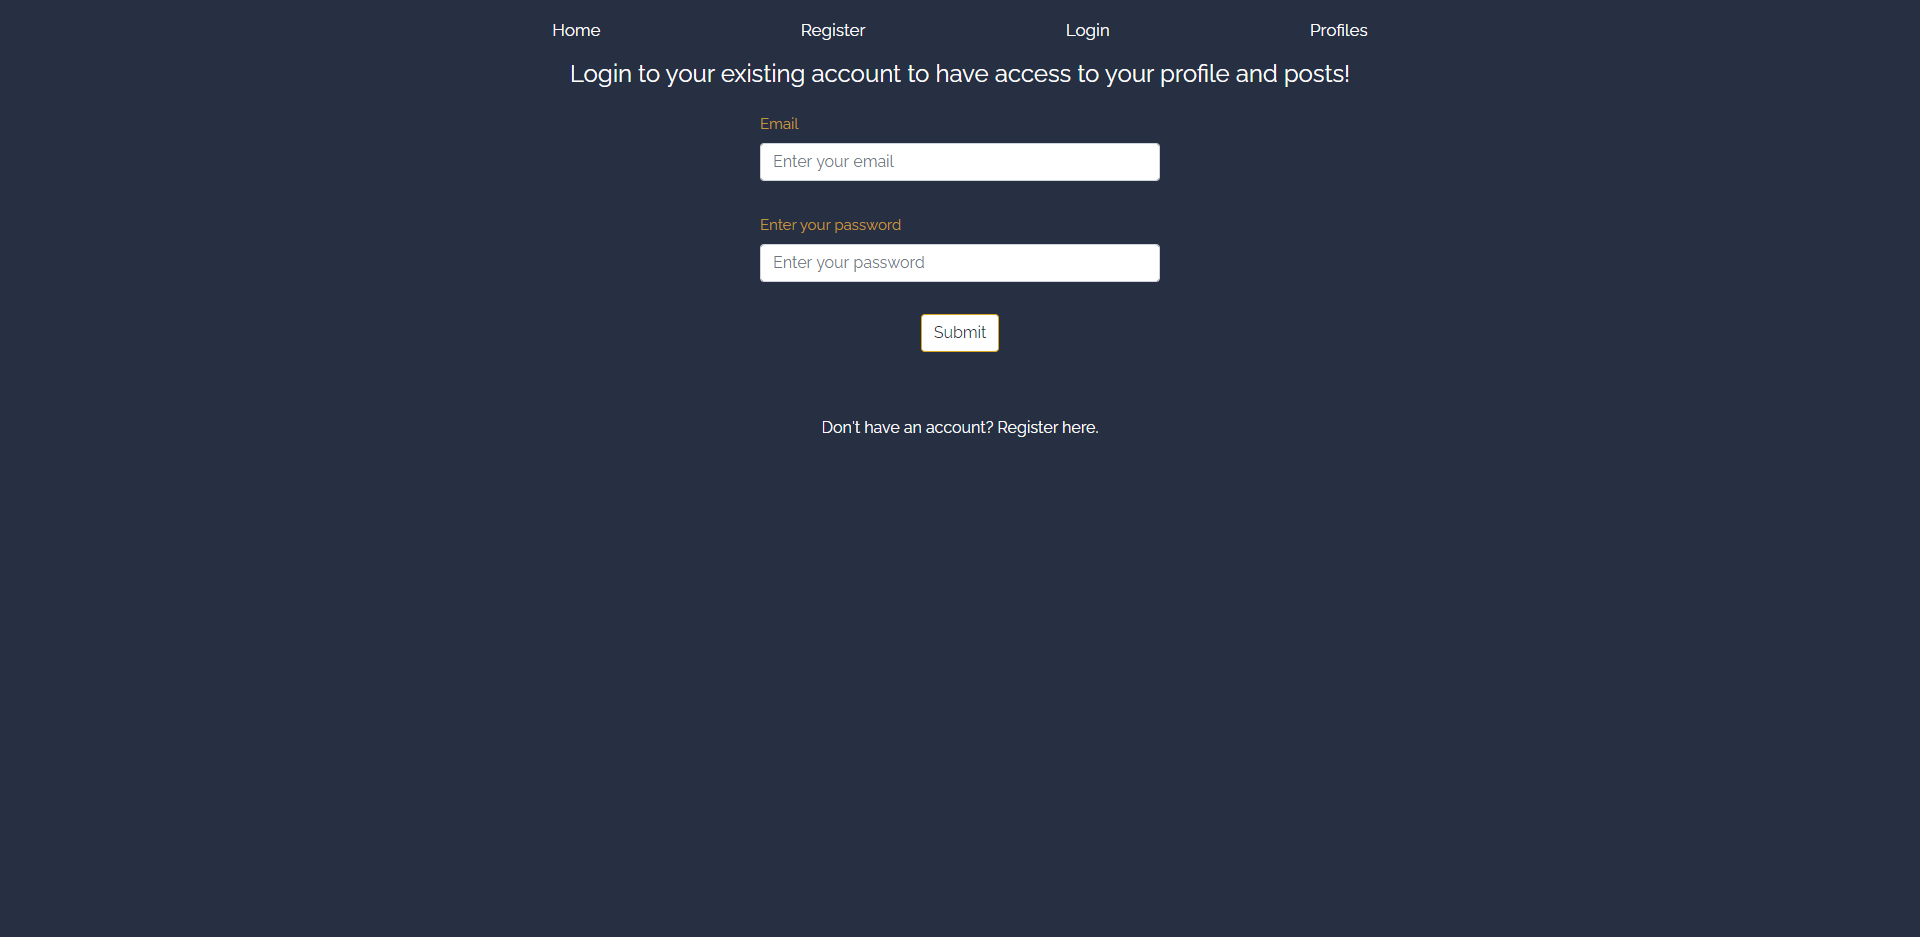 Home Register Login Profiles
Login to your existing account to have access to your profile and posts!
Email
Enter your email
Enter your password
Enter your password
Submit
Don't have an account? Register here.